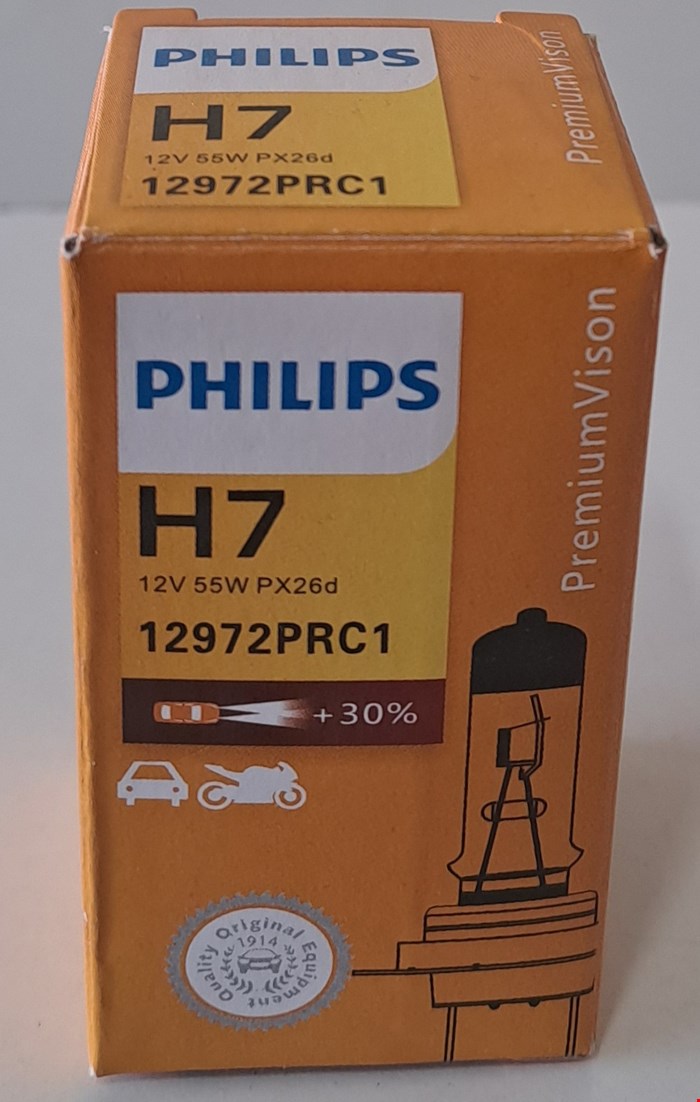 PHILIPS
H7
12V 55W PX26d
12972PRC1
PremiumVison
PHILIPS
H7
12V 55W PX26d
12972PRC1
+30%
PremiumVison
Quality Original Equipment
1914